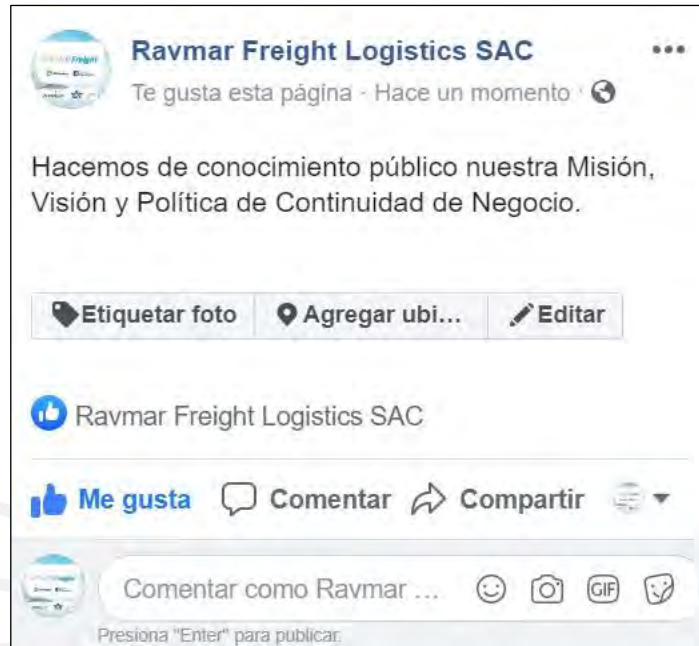 Ravmar Freight Logistics SAC
Te gusta esta página · Hace un momento ·
Hacemos de conocimiento público nuestra Misión,
Visión y Política de Continuidad de Negocio.
Etiquetar foto Agregar ubi... Editar
Ravmar Freight Logistics SAC
Me gusta Comentar Compartir
Comentar como Ravmar ... GIF
Presiona "Enter" para publicar.